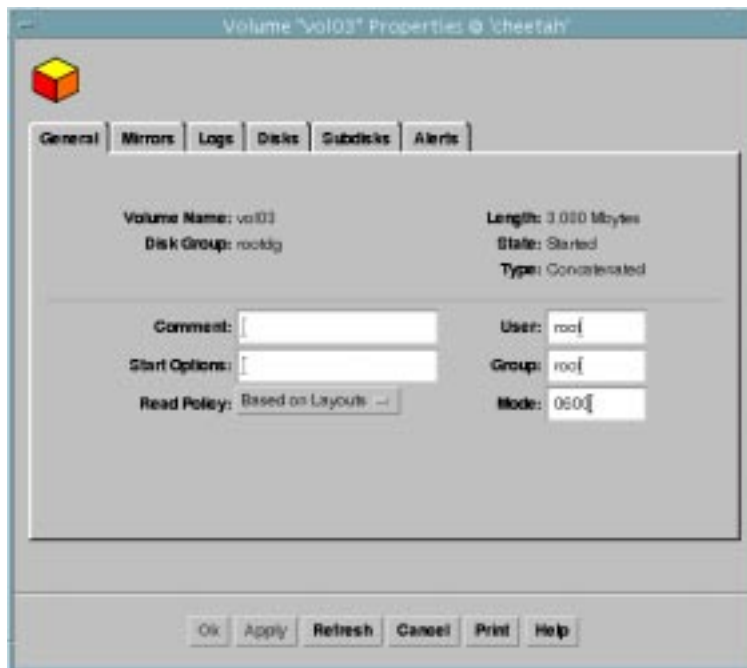 Volume "vol03" Properties @ 'cheetah'
General Mirrors Logs Disks Subdisks Alerts
Volume Name: vol03 Length: 3.000 Mbytes
Disk Group: rootdg State: Started
Type: Concatenated
Comment: User: root
Start Options: Group: root
Read Policy: Based on Layouts Mode: 0600
Ok Apply Refresh Cancel Print Help